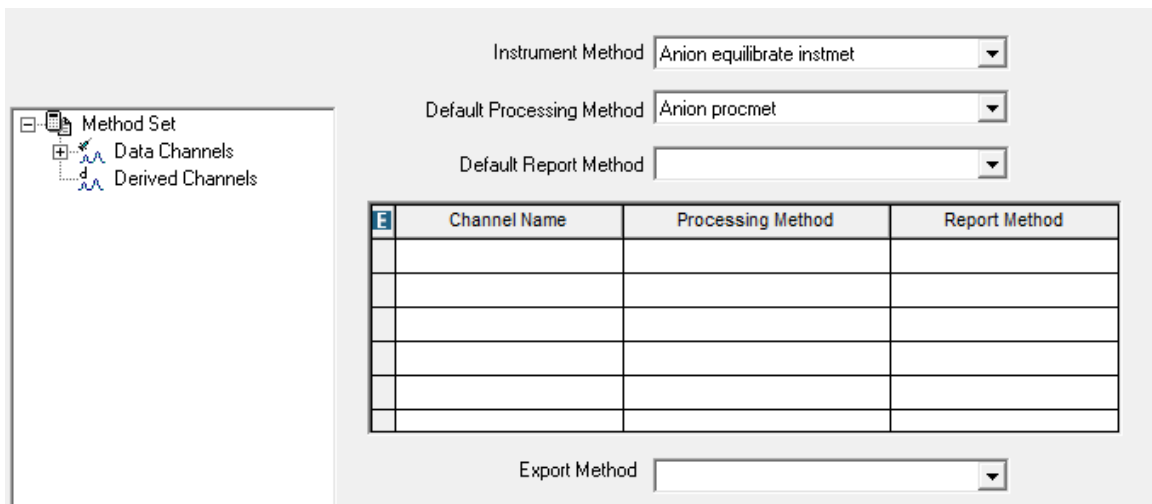 Instrument Method Anion equilibrate instmet
Default Processing Method Anion procmet
Default Report Method
Method Set
Data Channels
Derived Channels
E Channel Name Processing Method Report Method
Export Method